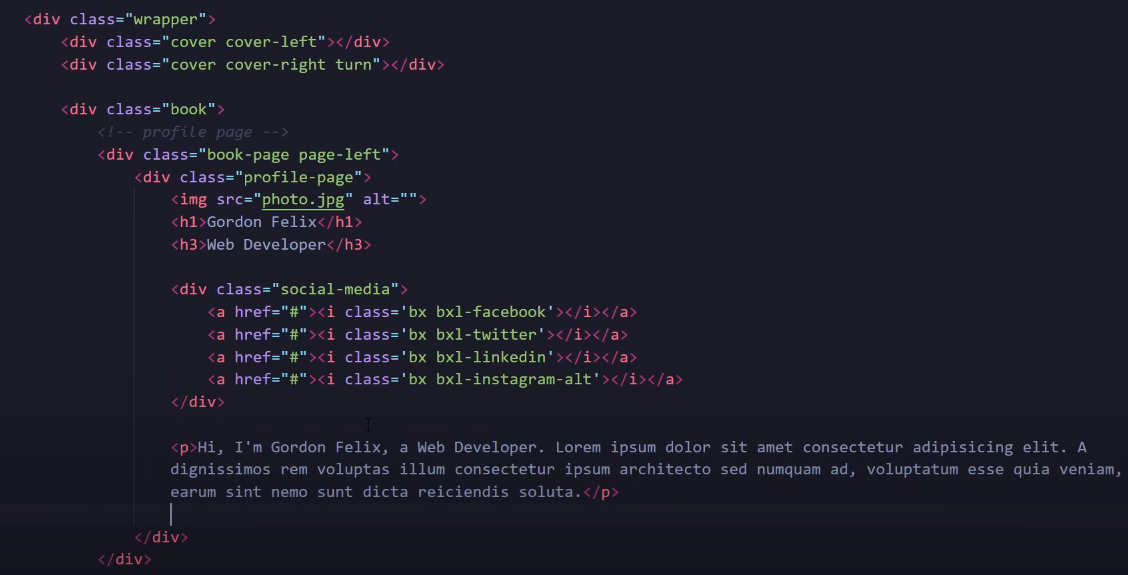 <div class="wrapper">
<div class="cover cover-left"></div>
<div class="cover cover-right turn"></div>
<div class="book">
<!-- profile page -->
<div class="book-page page-left">
<div class="profile-page">
<img src="photo.jpg" alt="">
<h1>Gordon Felix</h1>
<h3>Web Developer</h3>
<div class="social-media">
<a href="#"><i class='bx bxl-facebook'></i></a>
<a href="#"><i class='bx bxl-twitter'></i></a>
<a href="#"><i class='bx bxl-linkedin'></i></a>
<a href="#"><i class='bx bxl-instagram-alt'></i></a>
</div>
<p>Hi, I'm Gordon Felix, a Web Developer. Lorem ipsum dolor sit amet consectetur adipisicing elit. A
dignissimos rem voluptas illum consectetur ipsum architecto sed numquam ad, voluptatum esse quia veniam,
earum sint nemo sunt dicta reiciendis soluta.</p>
</div>
</div>